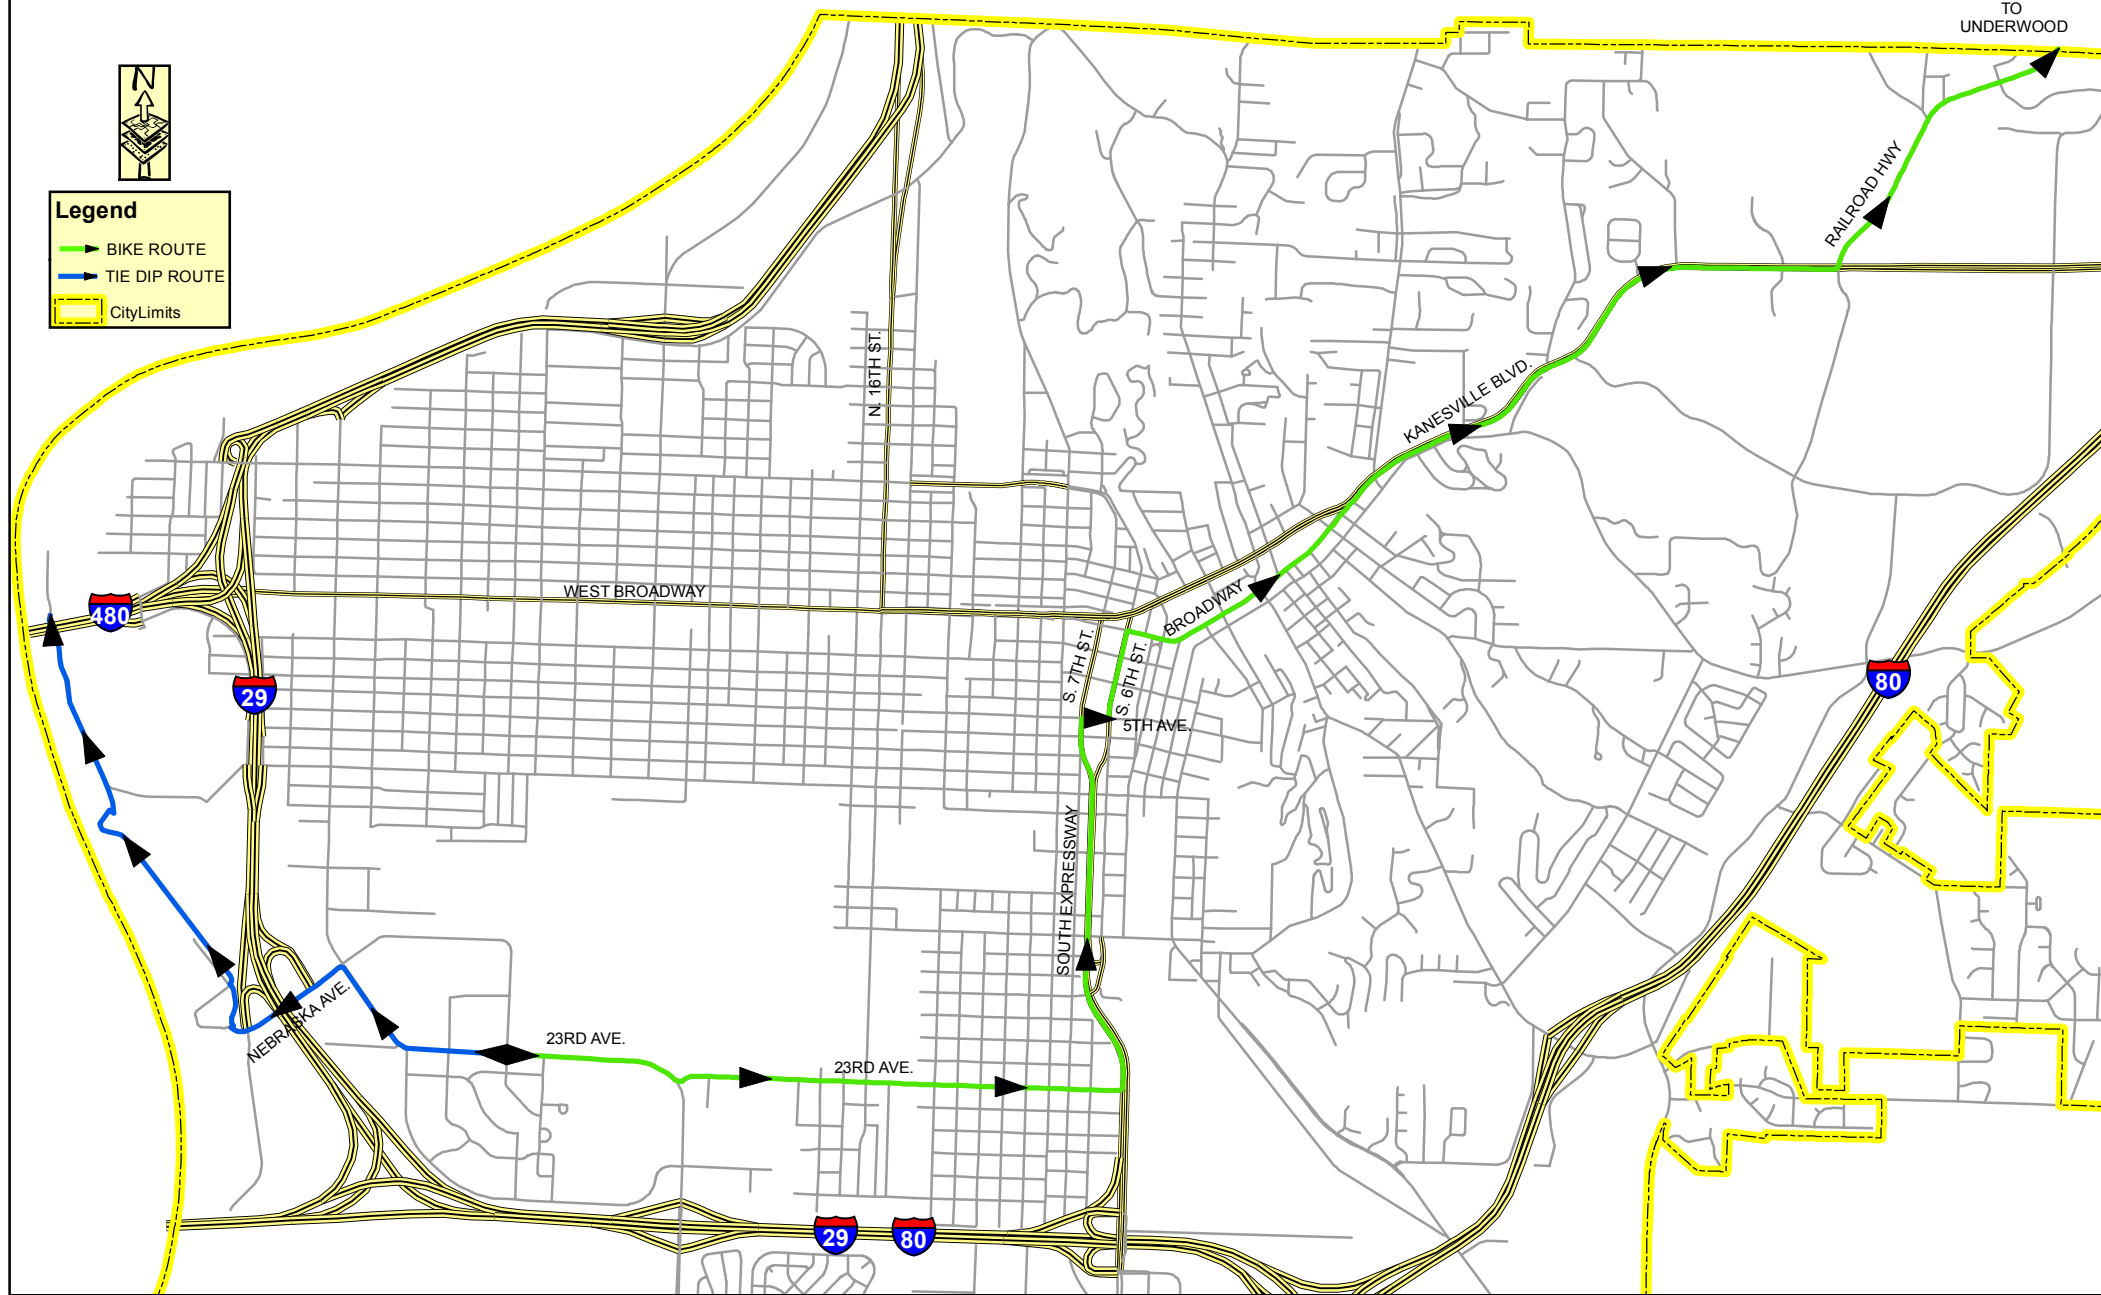 TO
UNDERWOOD
N
Legend
BIKE ROUTE
TIE DIP ROUTE
CityLimits
RAILROAD HWY
N. 16TH ST.
KANESVILLE BLVD.
WEST BROADWAY
480
BROADWAY
S. 7TH ST.
S. 6TH ST.
29
80
5TH AVE.
SOUTH EXPRESSWAY
NEBRASKA AVE.
23RD AVE.
23RD AVE.
29
80